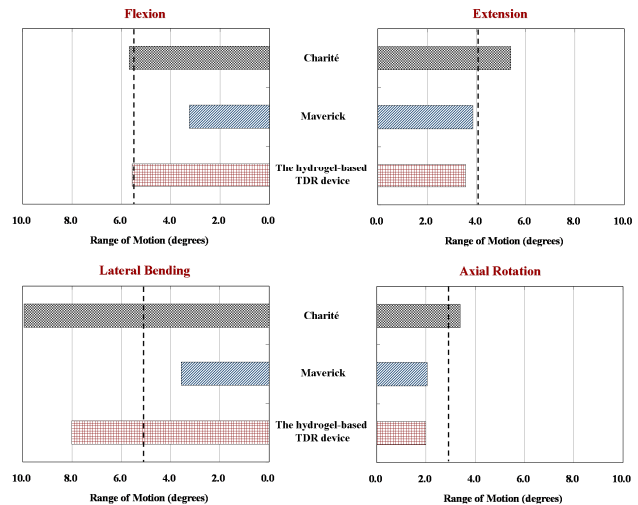 Flexion
Extension
Charité
Maverick
The hydrogel-based
TDR device
10.0 8.0 6.0 4.0 2.0 0.0
0.0 2.0 4.0 6.0 8.0 10.0
Range of Motion (degrees)
Range of Motion (degrees)
Lateral Bending
Axial Rotation
Charité
Maverick
The hydrogel-based
TDR device
10.0 8.0 6.0 4.0 2.0 0.0
0.0 2.0 4.0 6.0 8.0 10.0
Range of Motion (degrees)
Range of Motion (degrees)